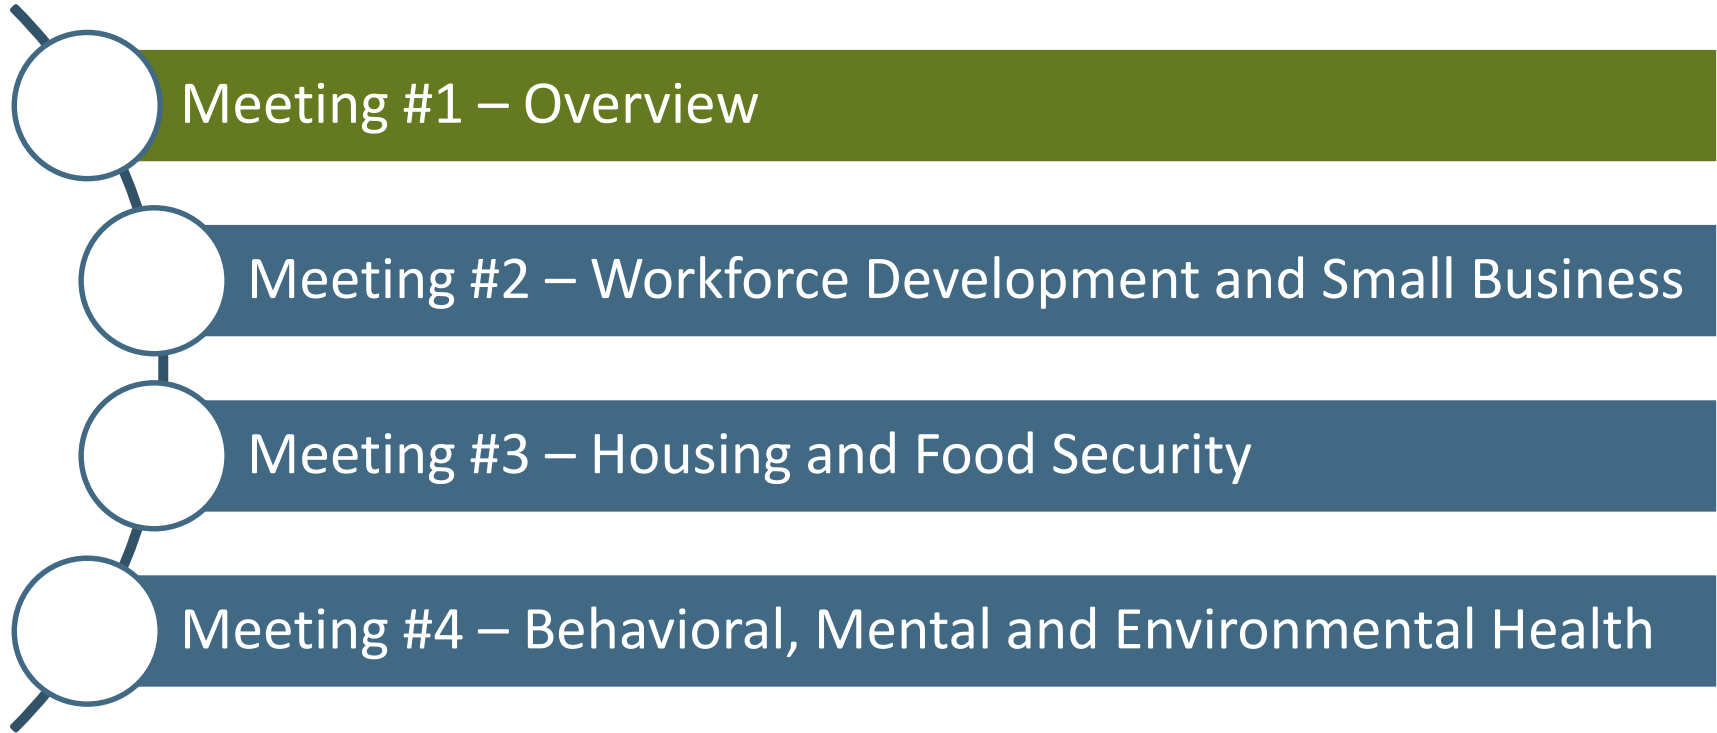 Meeting #1 – Overview
Meeting #2 – Workforce Development and Small Business
Meeting #3 – Housing and Food Security
Meeting #4 – Behavioral, Mental and Environmental Health